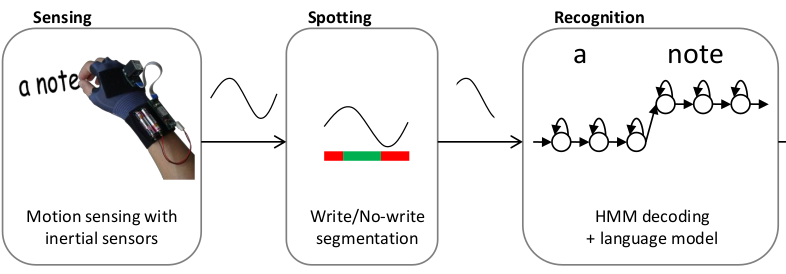 Sensing
a note
Motion sensing with
inertial sensors
Spotting
Write/No-write
segmentation
Recognition
a note
HMM decoding
+ language model